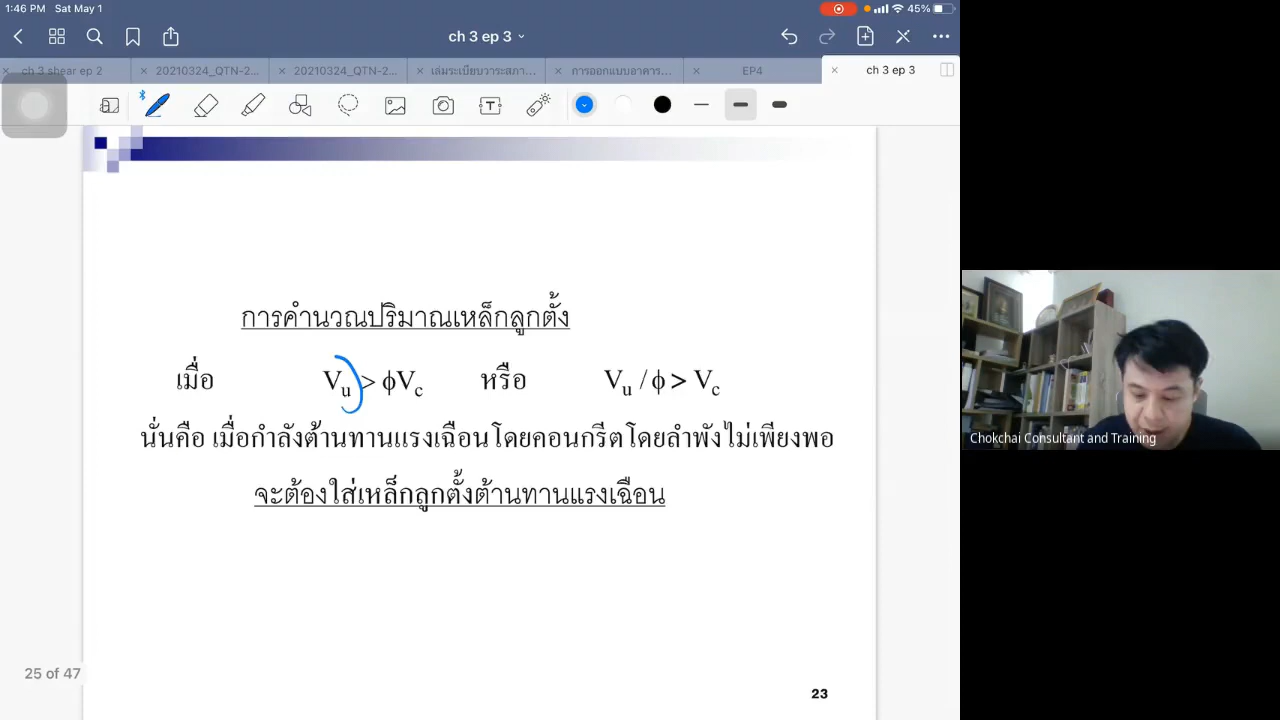 1:46 PM Sat May 1
45%
ch 3 ep 3
ch 3 shear ep 2
20210324_QTN-2...
20210324_QTN-2...
เล่มระเบียบวาระสภา...
การออกแบบอาคาร...
EP4
ch 3 ep 3
การคำนวณปริมาณเหล็กลูกตั้ง
เมื่อ Vu > ϕVc หรือ Vu / ϕ > Vc
นั่นคือ เมื่อกำลังต้านทานแรงเฉือนโดยคอนกรีตโดยลำพังไม่เพียงพอ
จะต้องใส่เหล็กลูกตั้งต้านทานแรงเฉือน
25 of 47
23
Chokchai Consultant and Training